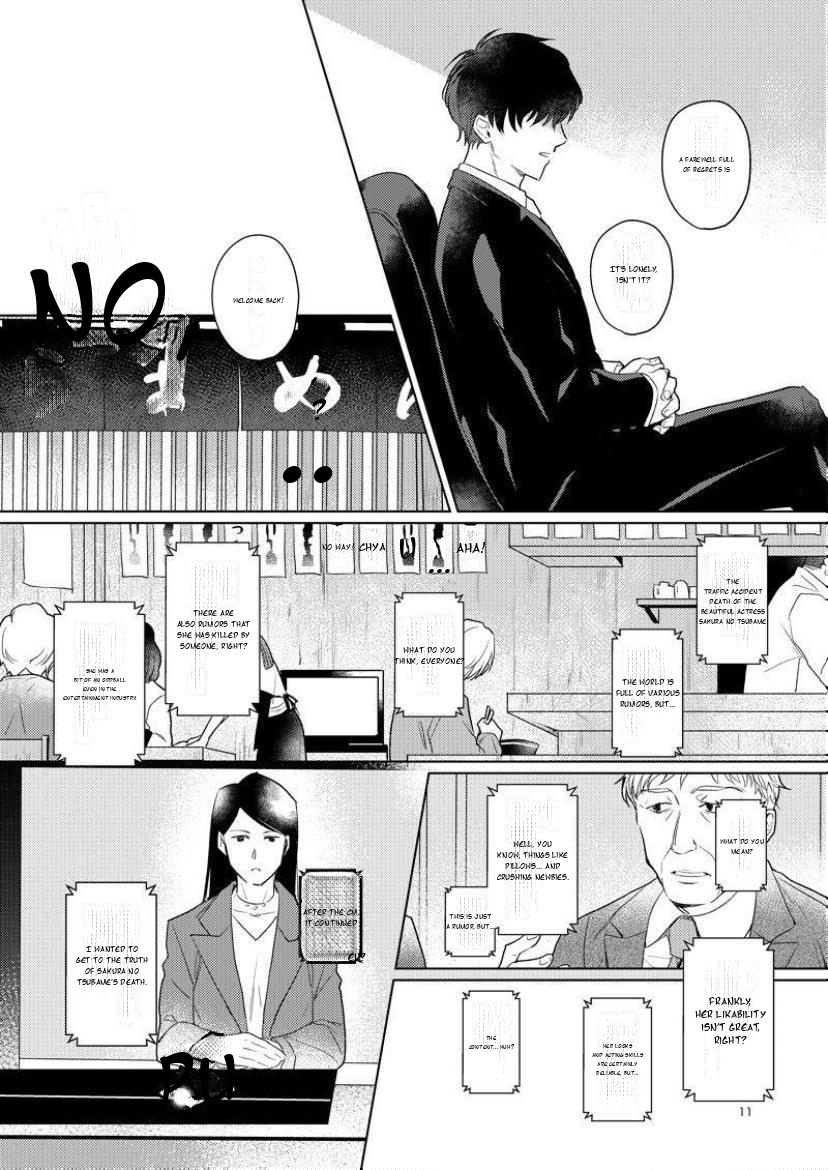 A FAREWELL FULL
OF REGRETS IS
IT'S LONELY,
ISN'T IT?
WELCOME BACK!
NO,
?
?
NO WAY!
CHYA
AHA!
...
THE
TRAFFIC ACCIDENT
DEATH OF THE
BEAUTIFUL ACTRESS
SAKURA NO TSUBAME
THE WORLD IS
FULL OF VARIOUS
RUMORS, BUT...
WHAT DO YOU
THINK, EVERYONE?
THERE ARE
ALSO RUMORS THAT
SHE WAS KILLED BY
SOMEONE, RIGHT?
SHE WAS A
BIT OF AN ODDBALL
EVEN IN THE
ENTERTAINMENT INDUSTRY.
WHAT DO YOU
MEAN?
WELL, YOU
KNOW, THINGS LIKE
PILLOWS... AND
CRUSHING NEWBIES.
THIS IS JUST
A RUMOR, BUT...
FRANKLY,
HER LIKABILITY
ISN'T GREAT,
RIGHT?
HER LOOKS
AND ACTING SKILLS
ARE CERTAINLY
RELIABLE, BUT...
THE
CONTENT... HUH?
AFTER THE CM,
IT CONTINUED
I WANTED TO
GET TO THE TRUTH
OF SAKURA NO
TSUBAME'S DEATH.
11